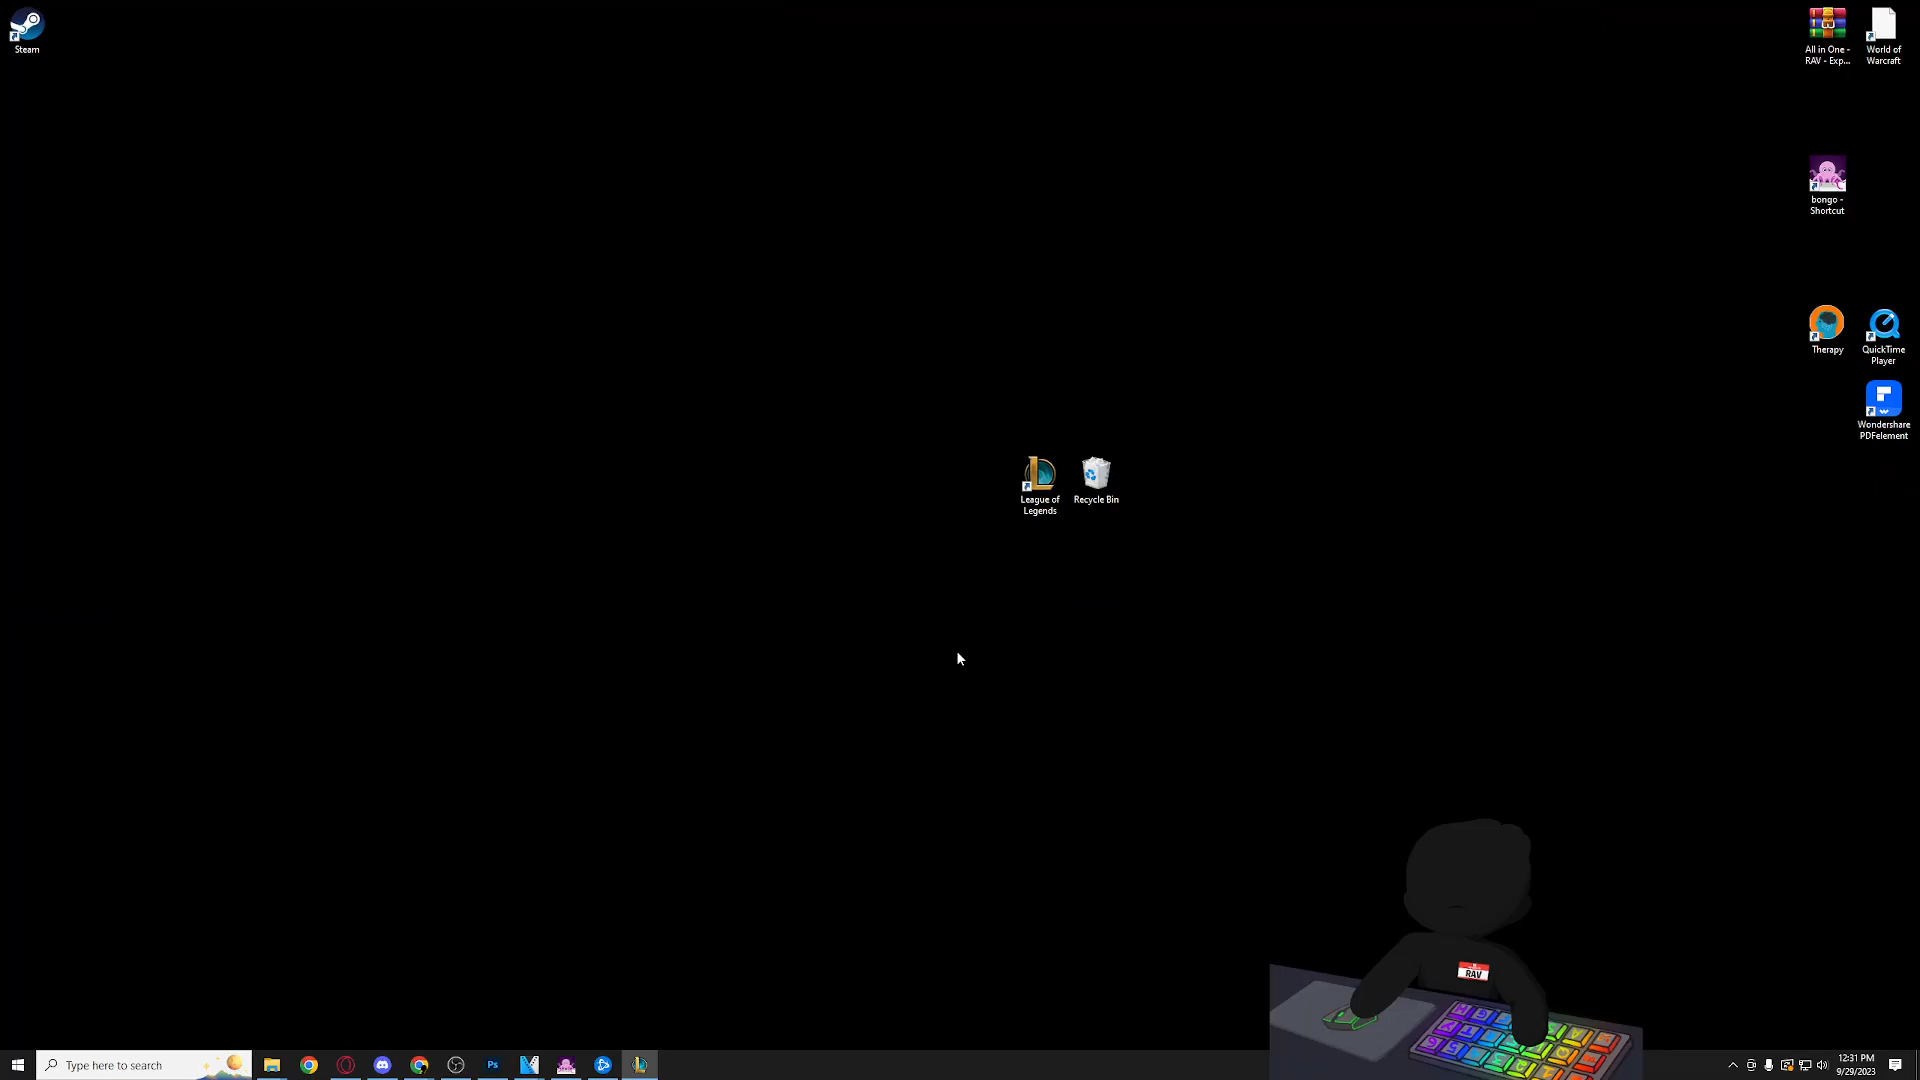 Steam
All in One -
RAV - Exp...
World of
Warcraft
bongo -
Shortcut
Therapy
QuickTime
Player
Wondershare
PDFelement
League of
Legends
Recycle Bin
RAV
Type here to search
Ps
12:31 PM
9/29/2023